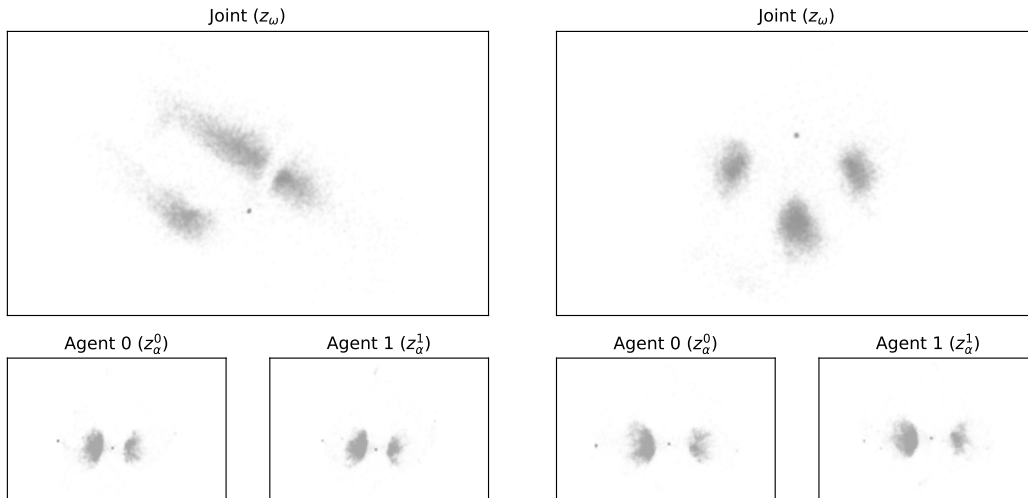 Joint (z_ω) Joint (z_ω)
Agent 0 (z_α^0) Agent 1 (z_α^1) Agent 0 (z_α^0) Agent 1 (z_α^1)